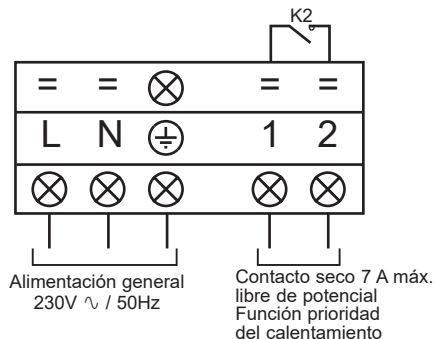 K2
= = = =
L N 1 2
Alimentación general
230V ∿ / 50Hz
Contacto seco 7 A máx.
libre de potencial
Función prioridad
del calentamiento